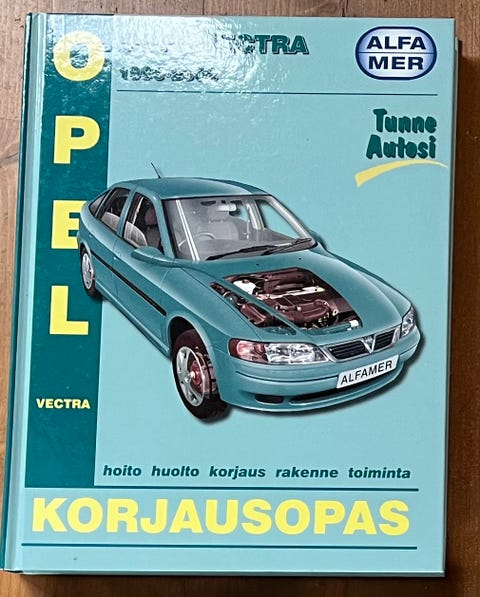 OPEL
VECTRA
ALFA
MER
Tunne
Autosi
ALFAMER
VECTRA
hoito huolto korjaus rakenne toiminta
KORJAUSOPAS